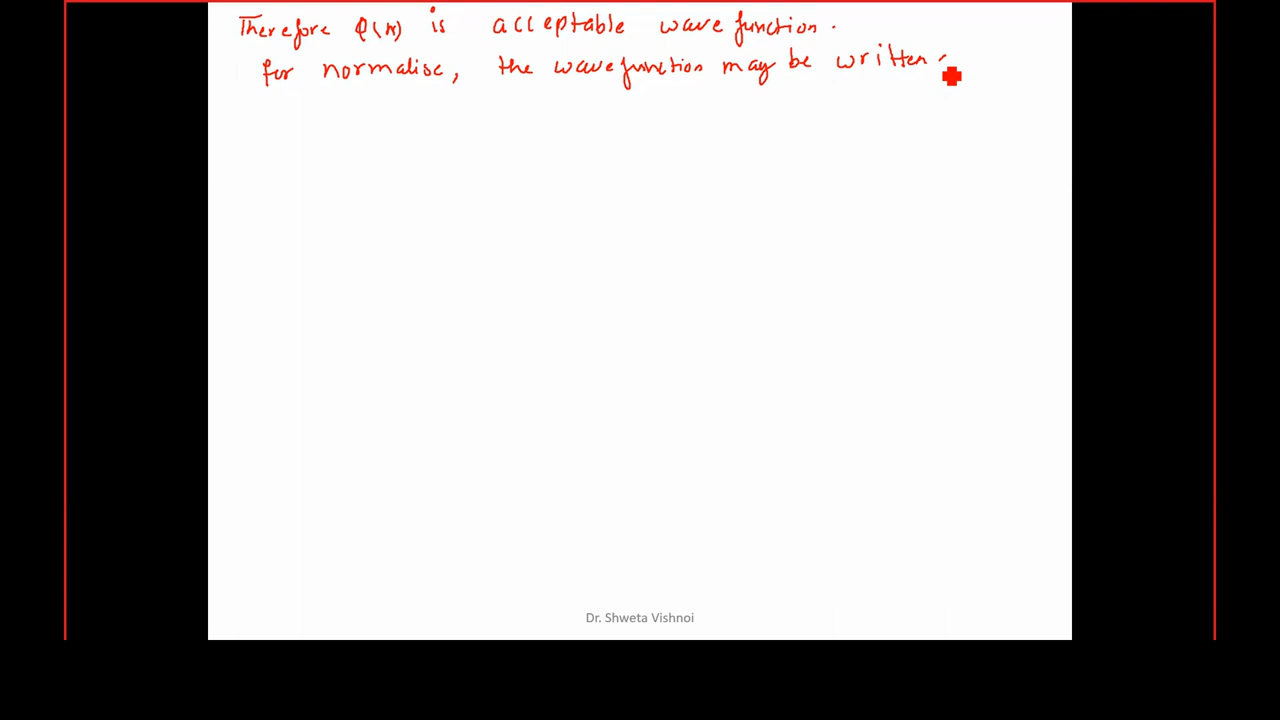 Therefore φ(x) is acceptable wave function.
for normalise, the wavefunction may be written
Dr. Shweta Vishnoi